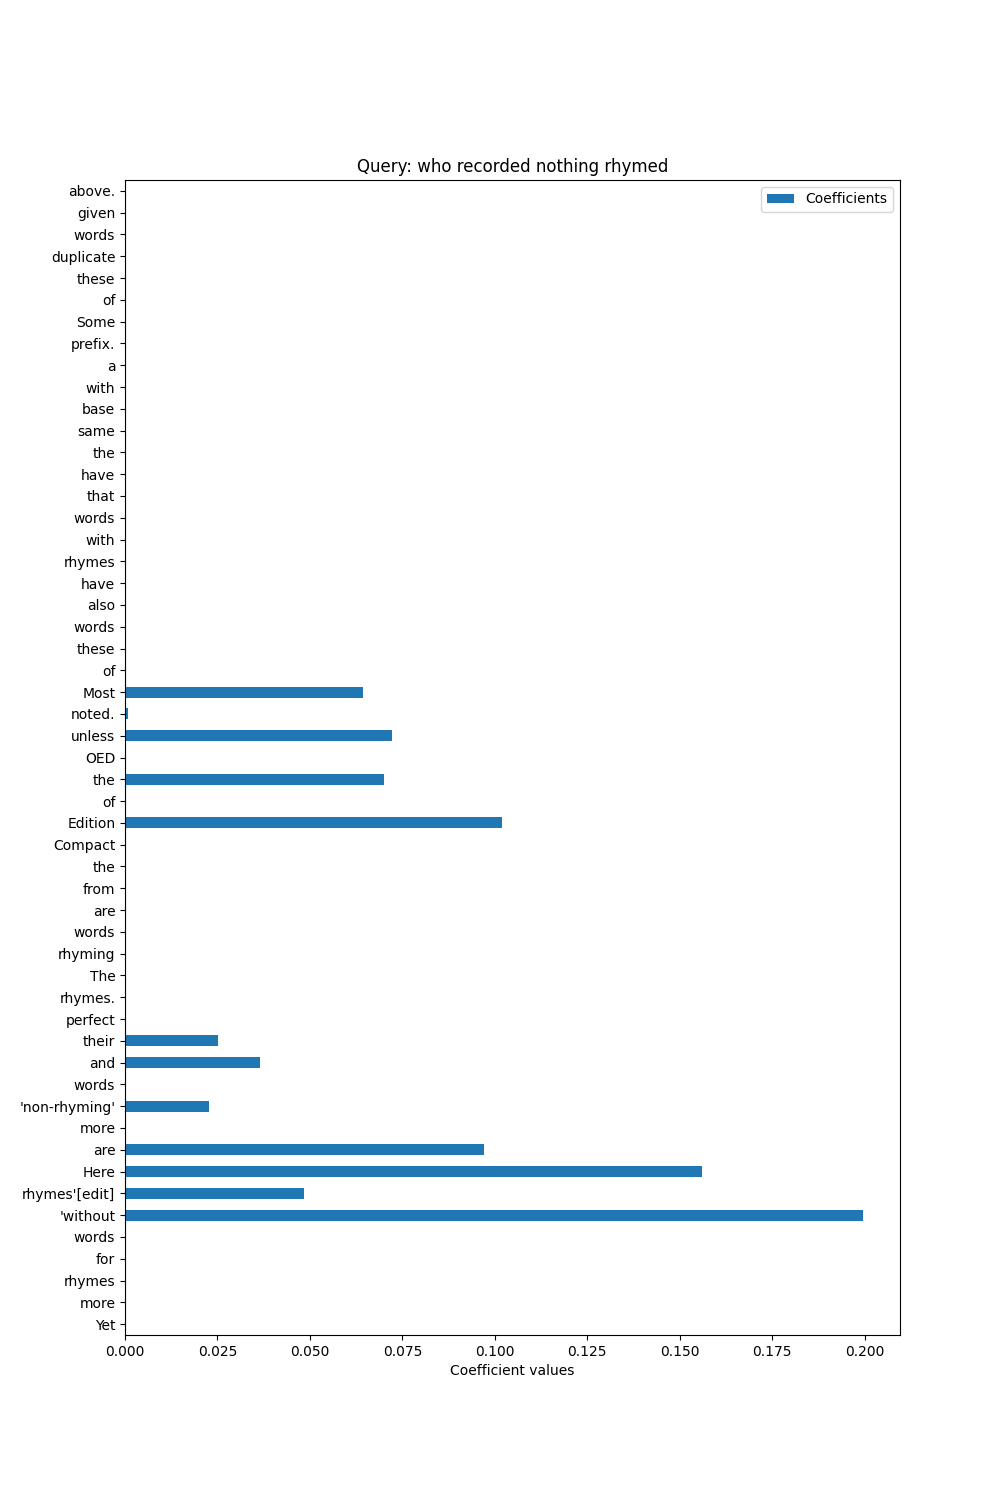 Query: who recorded nothing rhymed
Coefficients
above.
given
words
duplicate
these
of
Some
prefix.
a
with
base
same
the
have
that
words
with
rhymes
have
also
words
these
of
Most
noted.
unless
OED
the
of
Edition
Compact
the
from
are
words
rhyming
The
rhymes.
perfect
their
and
words
'non-rhyming'
more
are
Here
rhymes'[edit]
'without
words
for
rhymes
more
Yet
0.000 0.025 0.050 0.075 0.100 0.125 0.150 0.175 0.200
Coefficient values